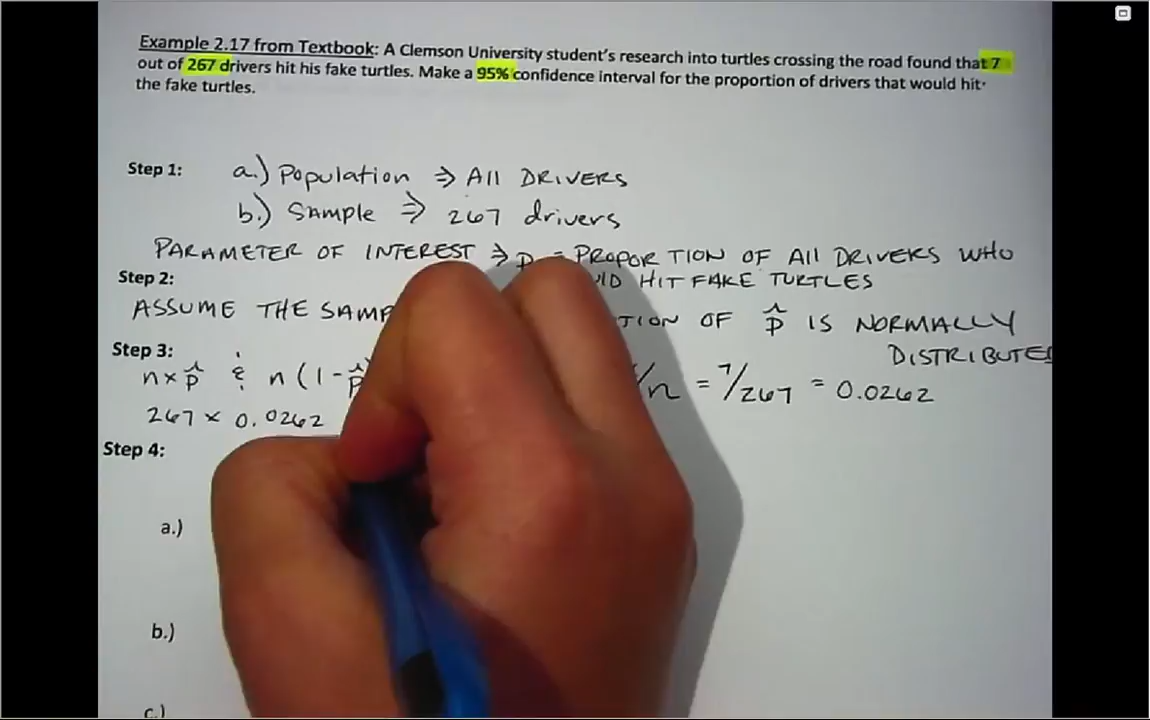 Example 2.17 from Textbook: A Clemson University student's research into turtles crossing the road found that 7
out of 267 drivers hit his fake turtles. Make a 95% confidence interval for the proportion of drivers that would hit
the fake turtles.
Step 1: a.) Population ⇒ All DRIVERS
b.) Sample ⇒ 267 drivers
PARAMETER OF INTEREST ⇒ P = PROPORTION OF All DRIVERS WHO
HIT FAKE TURTLES
Step 2:
ASSUME THE OF p̂ IS NORMALLY
DISTRIBUTED
Step 3:
n × p̂ & n (1 - p̂ /n = 7/267 = 0.0262
267 × 0.0262
Step 4:
a.)
b.)
c.)